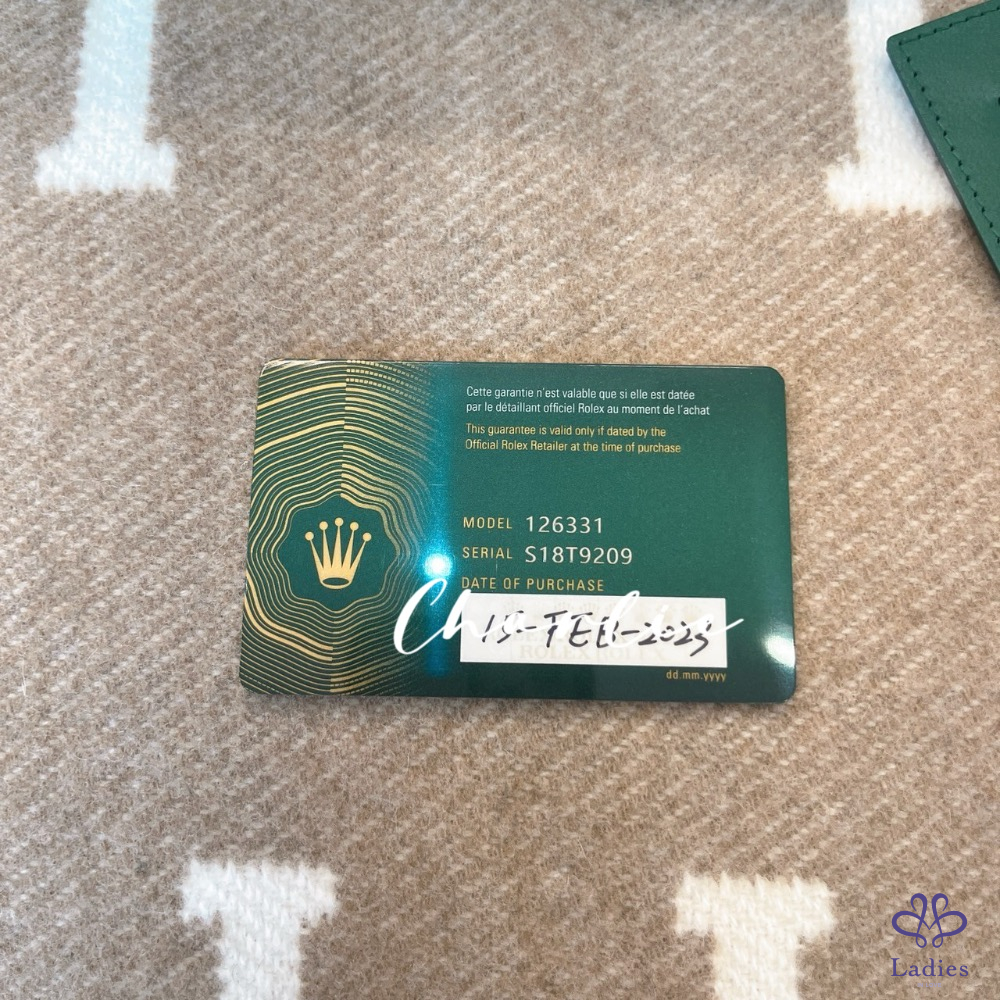 Cette garantie n'est valable que si elle est datée
par le détaillant officiel Rolex au moment de l'achat
This guarantee is valid only if dated by the
Official Rolex Retailer at the time of purchase
MODEL 126331
SERIAL S18T9209
DATE OF PURCHASE
15-FEB-2023
dd.mm.yyyy
Ladies